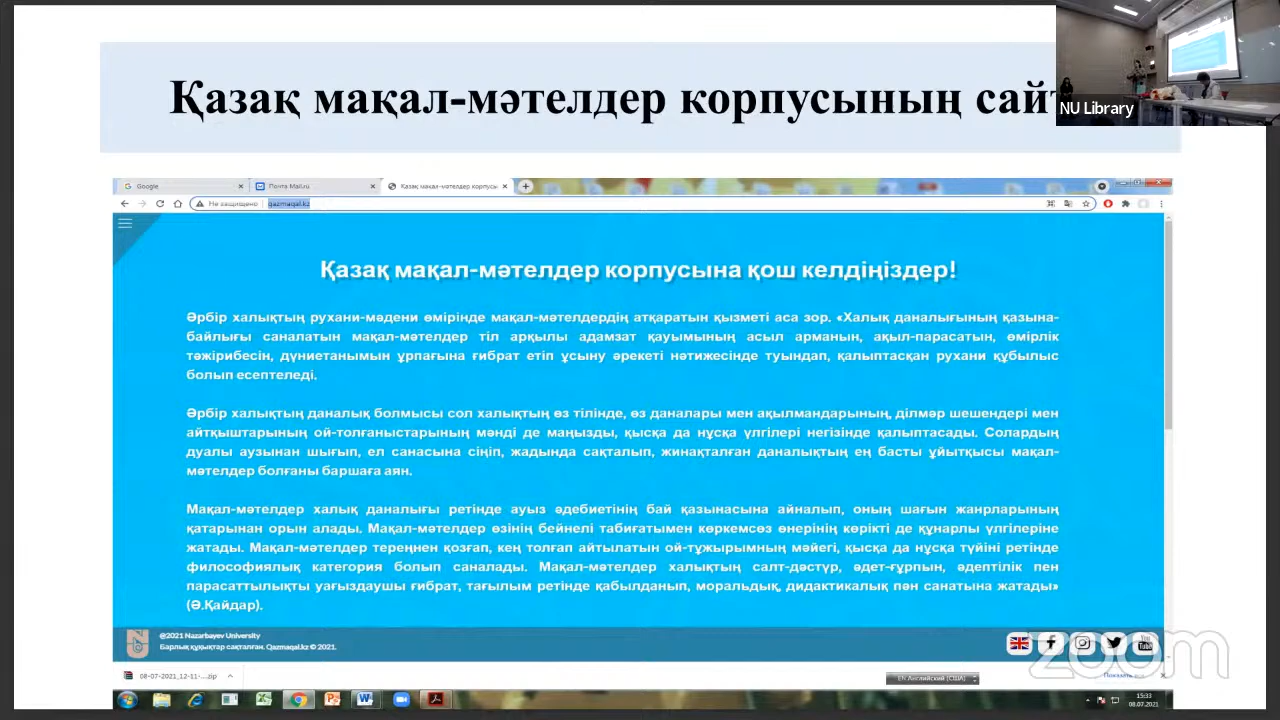 Қазақ мақал-мәтелдер корпусының
NU Library
Google
Почта Mail.ru
Қазақ мақал-мәтелдер корпусы
Не защищено
qazmaqal.kz
Қазақ мақал-мәтелдер корпусына қош келдіңіздер!
Әрбір халықтың рухани-мәдени өмірінде мақал-мәтелдердің атқаратын қызметі аса зор. «Халық даналығының қазына-
байлығы саналатын мақал-мәтелдер тіл арқылы адамзат қауымының асыл арманын, ақыл-парасатын, өмірлік
тәжірибесін, дүниетанымын ұрпағына ғибрат етіп ұсыну әрекеті нәтижесінде туындап, қалыптасқан рухани құбылыс
болып есептеледі.
Әрбір халықтың даналық болмысы сол халықтың өз тілінде, өз даналары мен ақылмандарының, ділмәр шешендері мен
айтқыштарының ой-толғаныстарының мәнді де маңызды, қысқа да нұсқа үлгілері негізінде қалыптасады. Солардың
дуалы аузынан шығып, ел санасына сіңіп, жадында сақталып, жинақталған даналықтың ең басты ұйытқысы мақал-
мәтелдер болғаны баршаға аян.
Мақал-мәтелдер халық даналығы ретінде ауыз әдебиетінің бай қазынасына айналып, оның шағын жанрларының
қатарынан орын алады. Мақал-мәтелдер өзінің бейнелі табиғатымен көркемсөз өнерінің көрікті де құнарлы үлгілеріне
жатады. Мақал-мәтелдер тереңнен қозғап, кең толғап айтылатын ой-тұжырымның мәйегі, қысқа да нұсқа түйіні ретінде
философиялық категория болып саналады. Мақал-мәтелдер халықтың салт-дәстүр, әдет-ғұрпын, әдептілік пен
парасаттылықты уағыздаушы ғибрат, тағылым ретінде қабылданып, моральдық, дидактикалық пән санатына жатады»
(Ә.Қайдар).
@2021 Nazarbayev University
Барлық құқықтар сақталған. Qazmaqal.kz © 2021.
You
Tube
zoom
08-07-2021_12-11-....zip
EN Английский (США)
15:33
08.07.2021